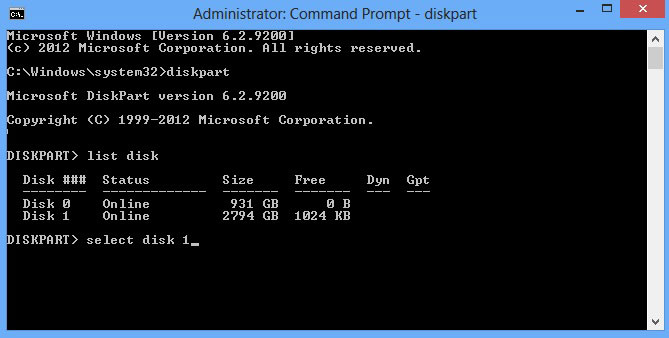 Administrator: Command Prompt - diskpart
Microsoft Windows [Version 6.2.9200]
(c) 2012 Microsoft Corporation. All rights reserved.
C:\Windows\system32>diskpart
Microsoft DiskPart version 6.2.9200
Copyright (C) 1999-2012 Microsoft Corporation.
DISKPART> list disk
Disk ###  Status         Size     Free     Dyn  Gpt
--------  -------------  -------  -------  ---  ---
Disk 0    Online          931 GB      0 B
Disk 1    Online         2794 GB  1024 KB
DISKPART> select disk 1_